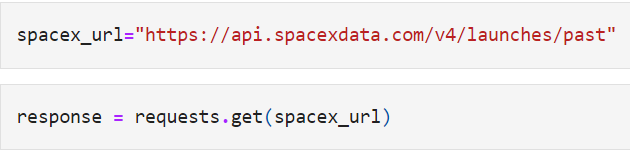 spacex_url="https://api.spacexdata.com/v4/launches/past"
response = requests.get(spacex_url)